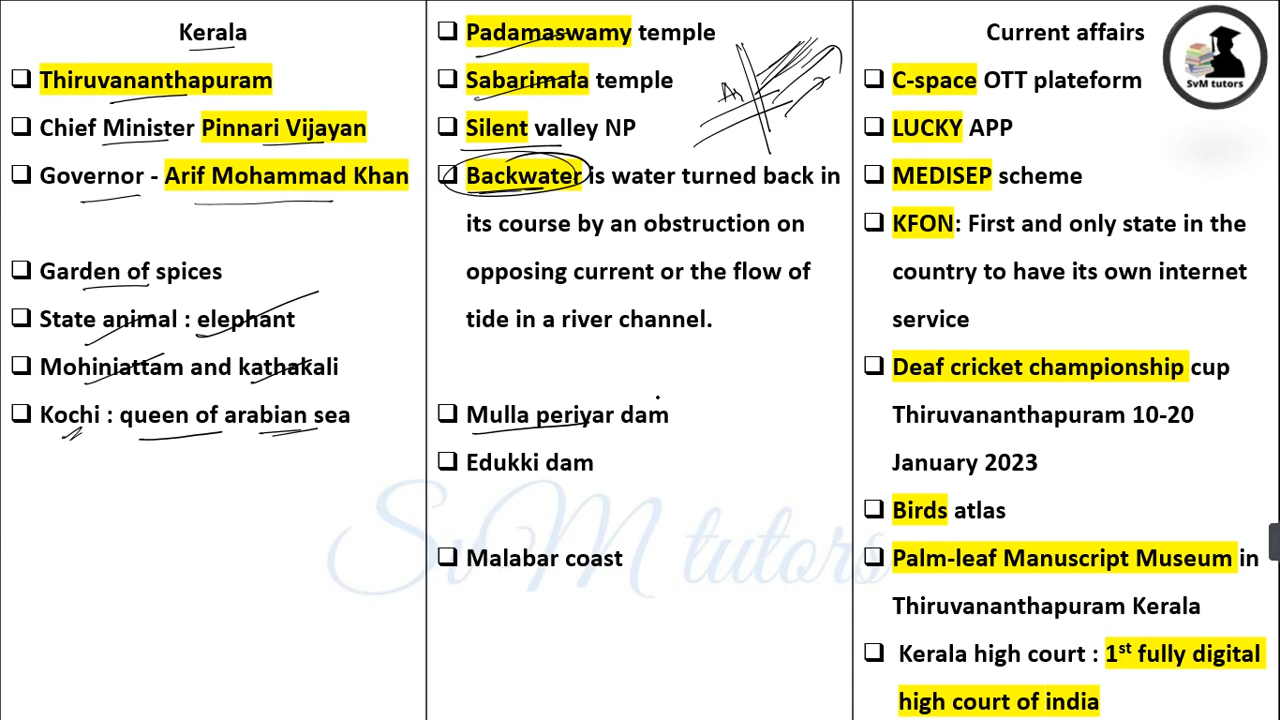 Kerala
❑ Thiruvananthapuram
❑ Chief Minister Pinnari Vijayan
❑ Governor - Arif Mohammad Khan
❑ Garden of spices
❑ State animal : elephant
❑ Mohiniattam and kathakali
❑ Kochi : queen of arabian sea
❑ Padamaswamy temple
❑ Sabarimala temple
❑ Silent valley NP
❑ Backwater is water turned back in
its course by an obstruction on
opposing current or the flow of
tide in a river channel.
❑ Mulla periyar dam
❑ Edukki dam
❑ Malabar coast
Current affairs
❑ C-space OTT plateform
❑ LUCKY APP
❑ MEDISEP scheme
❑ KFON: First and only state in the
country to have its own internet
service
❑ Deaf cricket championship cup
Thiruvananthapuram 10-20
January 2023
❑ Birds atlas
❑ Palm-leaf Manuscript Museum in
Thiruvananthapuram Kerala
❑ Kerala high court : 1st fully digital
high court of india
SvM tutors
SvM tutors